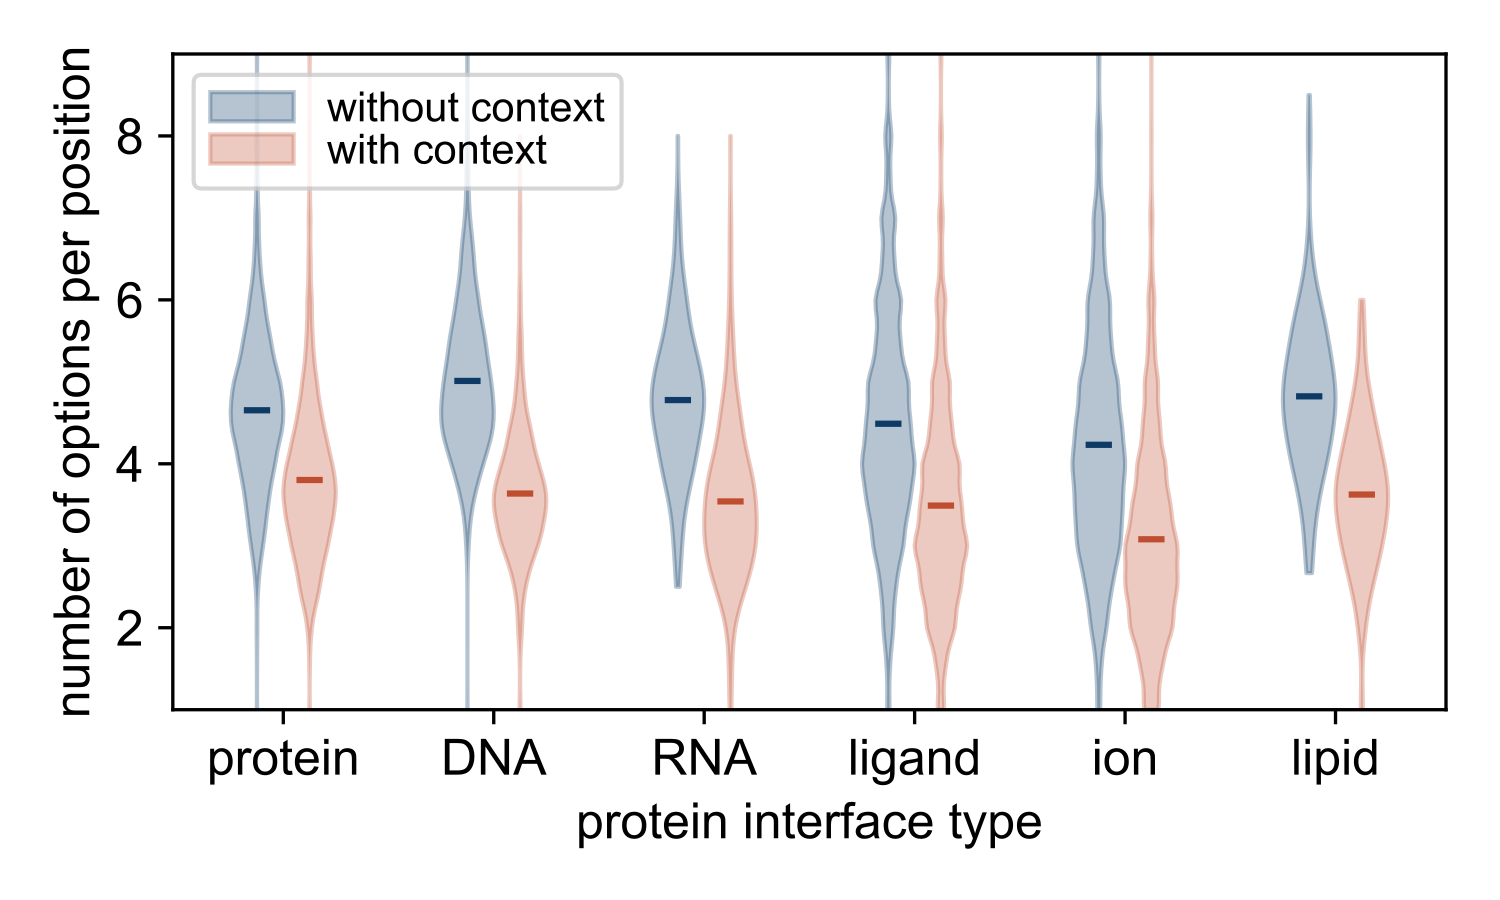 number of options per position
8
6
4
2
without context
with context
protein
DNA
RNA
ligand
ion
lipid
protein interface type